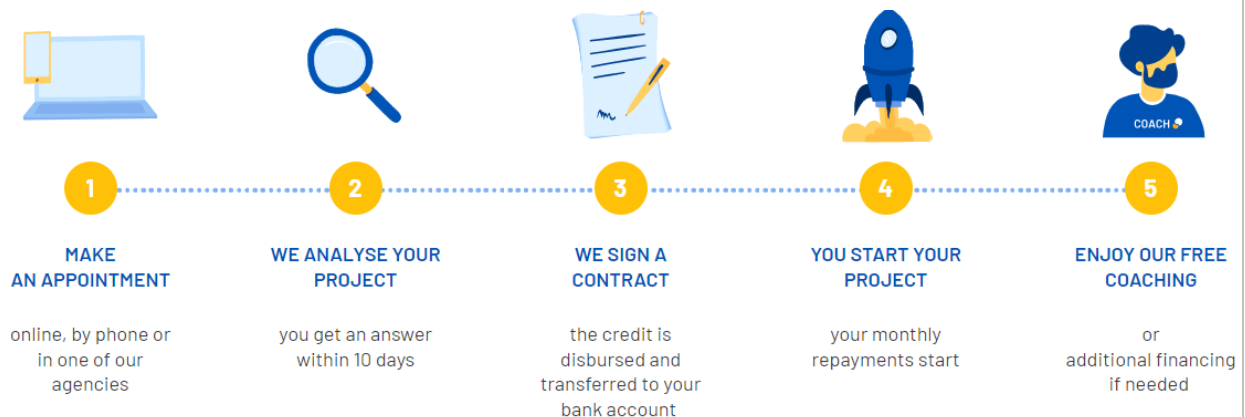 COACH
1
2
3
4
5
MAKE
AN APPOINTMENT
online, by phone or
in one of our
agencies
WE ANALYSE YOUR
PROJECT
you get an answer
within 10 days
WE SIGN A
CONTRACT
the credit is
disbursed and
transferred to your
bank account
YOU START YOUR
PROJECT
your monthly
repayments start
ENJOY OUR FREE
COACHING
or
additional financing
if needed